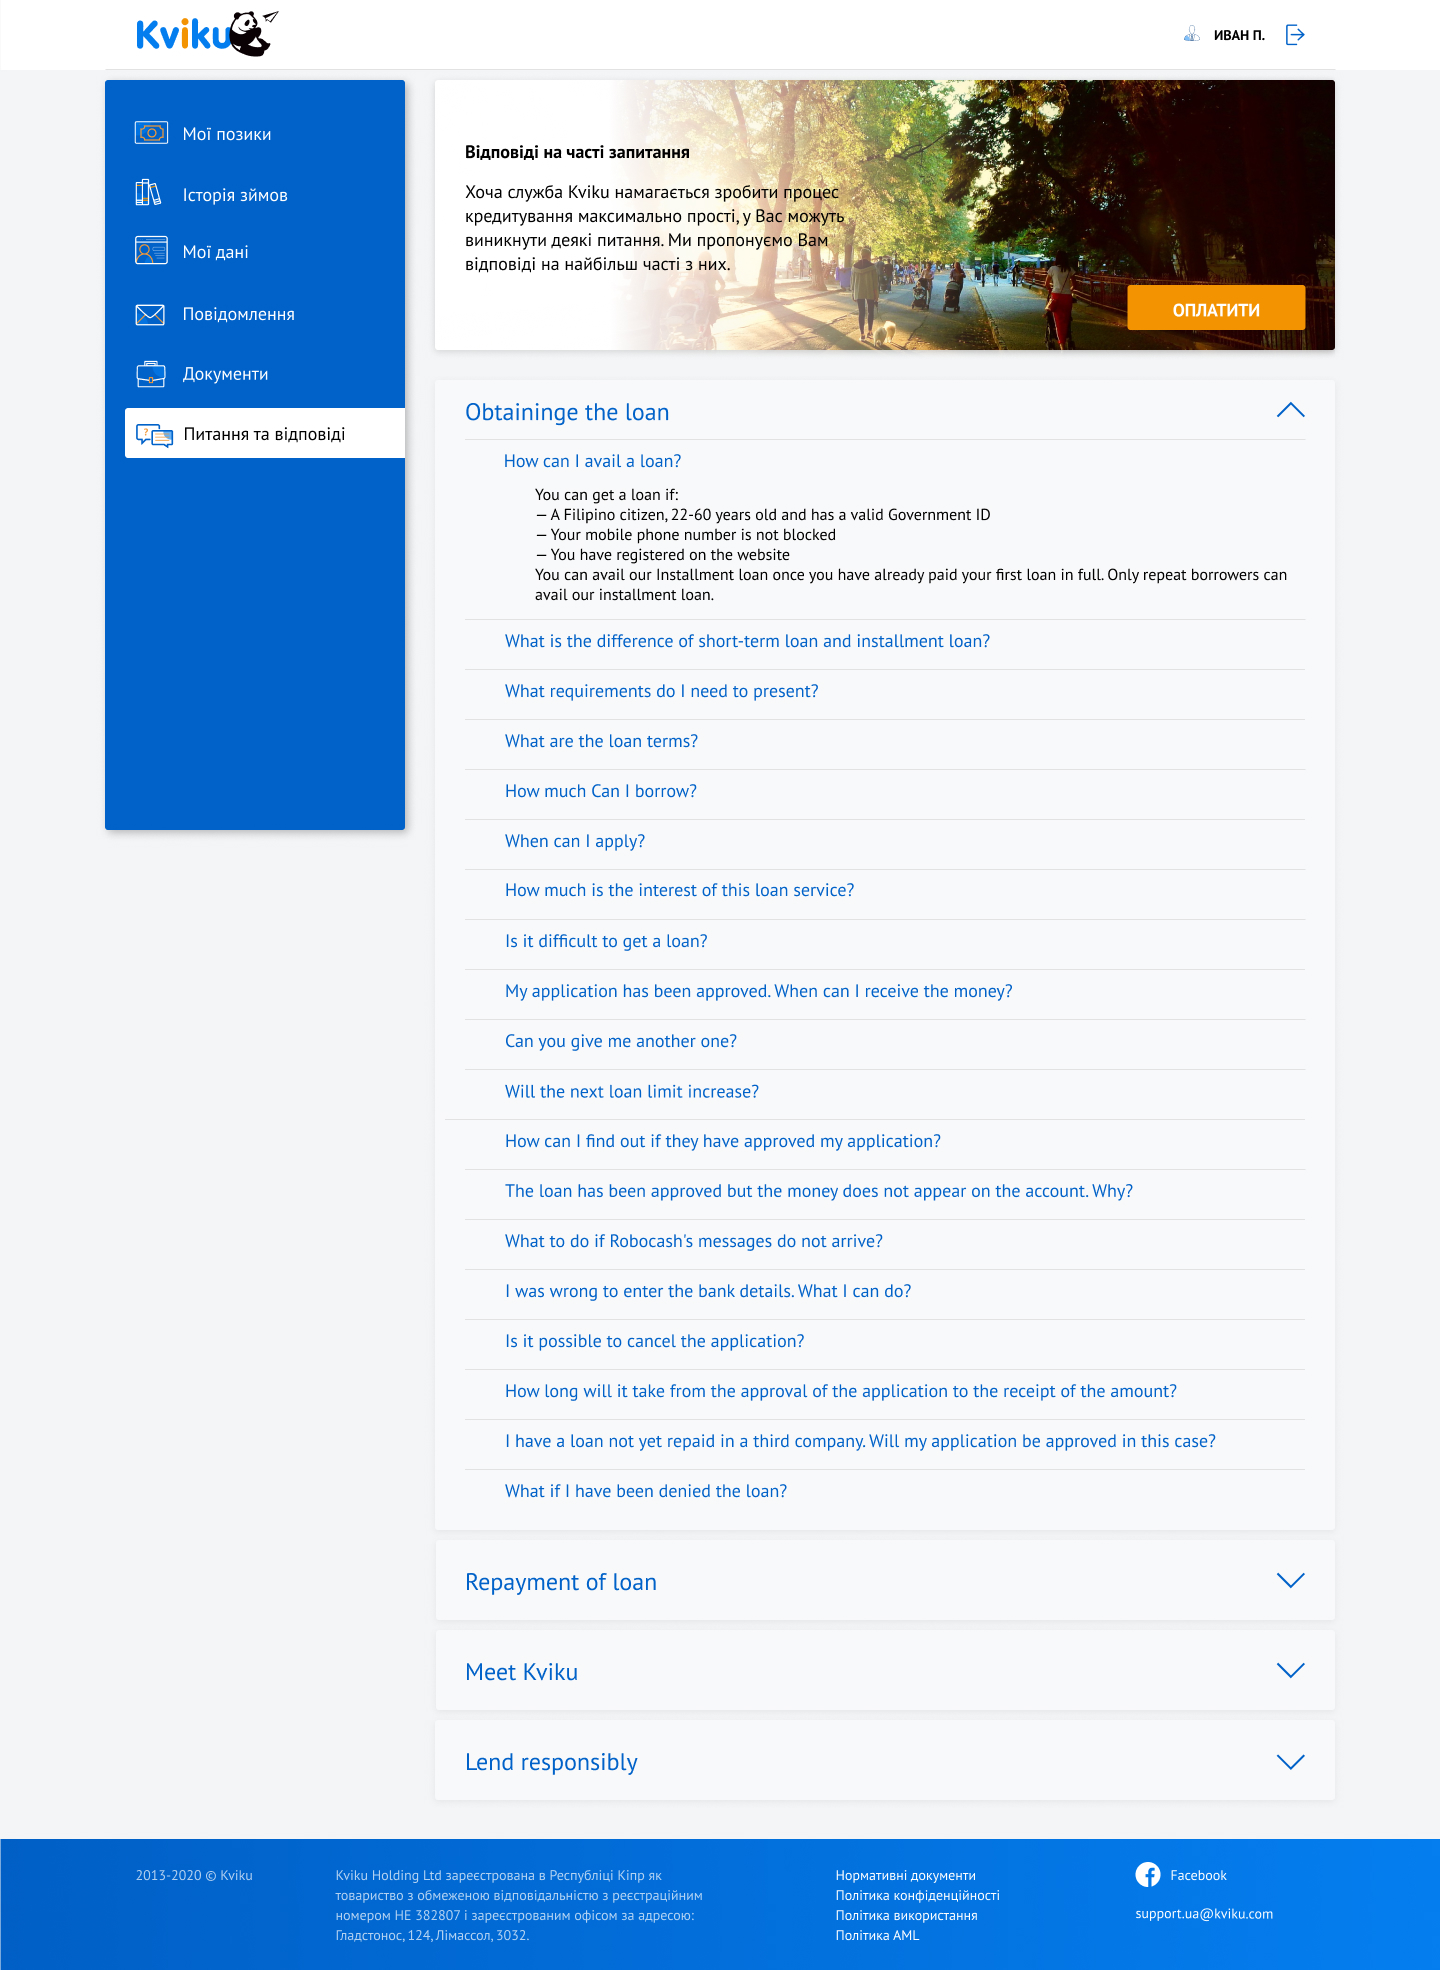 Kviku
ИВАН П.
Мої позики
Історія зймов
Мої дані
Повідомлення
Документи
Питання та відповіді
Відповіді на часті запитання
Хоча служба Kviku намагається зробити процес
кредитування максимально прості, у Вас можуть
виникнути деякі питання. Ми пропонуємо Вам
відповіді на найбільш часті з них.
ОПЛАТИТИ
Obtaininge the loan
How can I avail a loan?
You can get a loan if:
— A Filipino citizen, 22-60 years old and has a valid Government ID
— Your mobile phone number is not blocked
— You have registered on the website
You can avail our Installment loan once you have already paid your first loan in full. Only repeat borrowers can
avail our installment loan.
What is the difference of short-term loan and installment loan?
What requirements do I need to present?
What are the loan terms?
How much Can I borrow?
When can I apply?
How much is the interest of this loan service?
Is it difficult to get a loan?
My application has been approved. When can I receive the money?
Can you give me another one?
Will the next loan limit increase?
How can I find out if they have approved my application?
The loan has been approved but the money does not appear on the account. Why?
What to do if Robocash's messages do not arrive?
I was wrong to enter the bank details. What I can do?
Is it possible to cancel the application?
How long will it take from the approval of the application to the receipt of the amount?
I have a loan not yet repaid in a third company. Will my application be approved in this case?
What if I have been denied the loan?
Repayment of loan
Meet Kviku
Lend responsibly
2013-2020 © Kviku
Kviku Holding Ltd зареєстрована в Республіці Кіпр як
товариство з обмеженою відповідальністю з реєстраційним
номером HE 382807 і зареєстрованим офісом за адресою:
Гладстонос, 124, Лімассол, 3032.
Нормативні документи
Політика конфіденційності
Політика використання
Політика AML
Facebook
support.ua@kviku.com